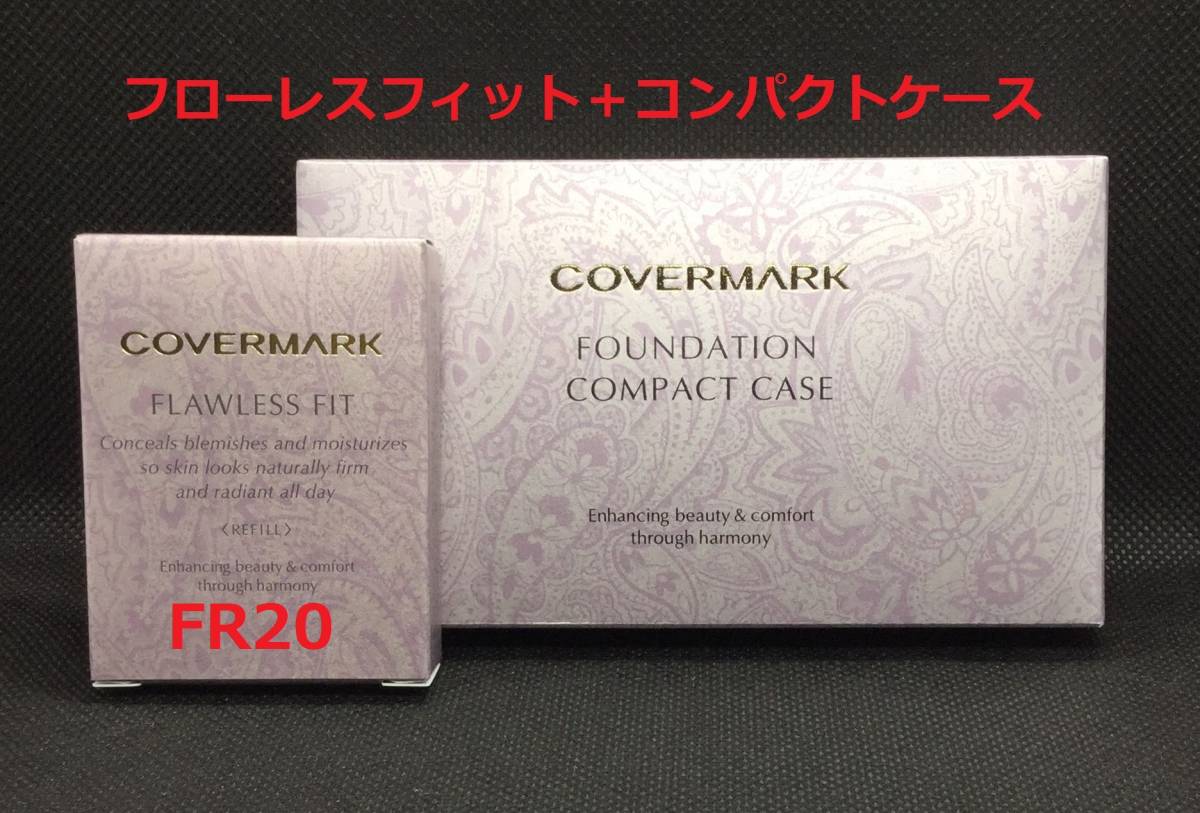 フローレスフィット＋コンパクトケース
COVERMARK
FLAWLESS FIT
Conceals blemishes and moisturizes
so skin looks naturally firm
and radiant all day
〈REFILL〉
Enhancing beauty & comfort
through harmony
FR20
COVERMARK
FOUNDATION
COMPACT CASE
Enhancing beauty & comfort
through harmony